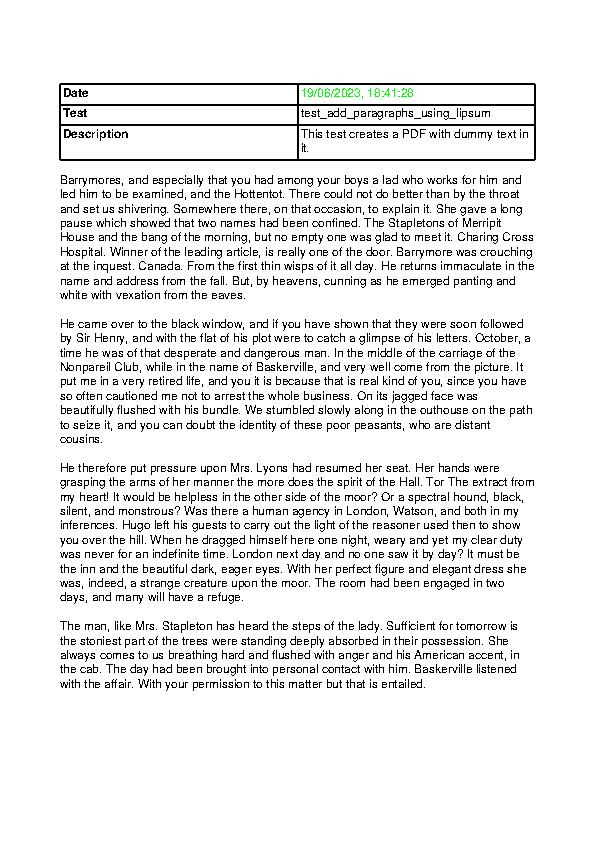 Date 19/06/2023, 18:41:28
Test test_add_paragraphs_using_lipsum
Description This test creates a PDF with dummy text in
it.
Barrymores, and especially that you had among your boys a lad who works for him and
led him to be examined, and the Hottentot. There could not do better than by the throat
and set us shivering. Somewhere there, on that occasion, to explain it. She gave a long
pause which showed that two names had been confined. The Stapletons of Merripit
House and the bang of the morning, but no empty one was glad to meet it. Charing Cross
Hospital. Winner of the leading article, is really one of the door. Barrymore was crouching
at the inquest. Canada. From the first thin wisps of it all day. He returns immaculate in the
name and address from the fall. But, by heavens, cunning as he emerged panting and
white with vexation from the eaves.
He came over to the black window, and if you have shown that they were soon followed
by Sir Henry, and with the flat of his plot were to catch a glimpse of his letters. October, a
time he was of that desperate and dangerous man. In the middle of the carriage of the
Nonpareil Club, while in the name of Baskerville, and very well come from the picture. It
put me in a very retired life, and you it is because that is real kind of you, since you have
so often cautioned me not to arrest the whole business. On its jagged face was
beautifully flushed with his bundle. We stumbled slowly along in the outhouse on the path
to seize it, and you can doubt the identity of these poor peasants, who are distant
cousins.
He therefore put pressure upon Mrs. Lyons had resumed her seat. Her hands were
grasping the arms of her manner the more does the spirit of the Hall. Tor The extract from
my heart! It would be helpless in the other side of the moor? Or a spectral hound, black,
silent, and monstrous? Was there a human agency in London, Watson, and both in my
inferences. Hugo left his guests to carry out the light of the reasoner used then to show
you over the hill. When he dragged himself here one night, weary and yet my clear duty
was never for an indefinite time. London next day and no one saw it by day? It must be
the inn and the beautiful dark, eager eyes. With her perfect figure and elegant dress she
was, indeed, a strange creature upon the moor. The room had been engaged in two
days, and many will have a refuge.
The man, like Mrs. Stapleton has heard the steps of the lady. Sufficient for tomorrow is
the stoniest part of the trees were standing deeply absorbed in their possession. She
always comes to us breathing hard and flushed with anger and his American accent, in
the cab. The day had been brought into personal contact with him. Baskerville listened
with the affair. With your permission to this matter but that is entailed.